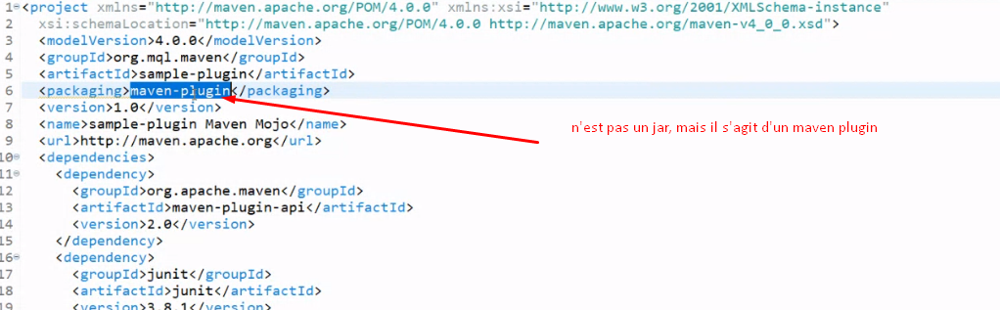 1 <project xmlns="http://maven.apache.org/POM/4.0.0" xmlns:xsi="http://www.w3.org/2001/XMLSchema-instance"
2 xsi:schemaLocation="http://maven.apache.org/POM/4.0.0 http://maven.apache.org/maven-v4_0_0.xsd">
3 <modelVersion>4.0.0</modelVersion>
4 <groupId>org.mql.maven</groupId>
5 <artifactId>sample-plugin</artifactId>
6 <packaging>maven-plugin</packaging>
7 <version>1.0</version>
n'est pas un jar, mais il s'agit d'un maven plugin
8 <name>sample-plugin Maven Mojo</name>
9 <url>http://maven.apache.org</url>
10 <dependencies>
11 <dependency>
12 <groupId>org.apache.maven</groupId>
13 <artifactId>maven-plugin-api</artifactId>
14 <version>2.0</version>
15 </dependency>
16 <dependency>
17 <groupId>junit</groupId>
18 <artifactId>junit</artifactId>
19 <version>3.8.1</version>